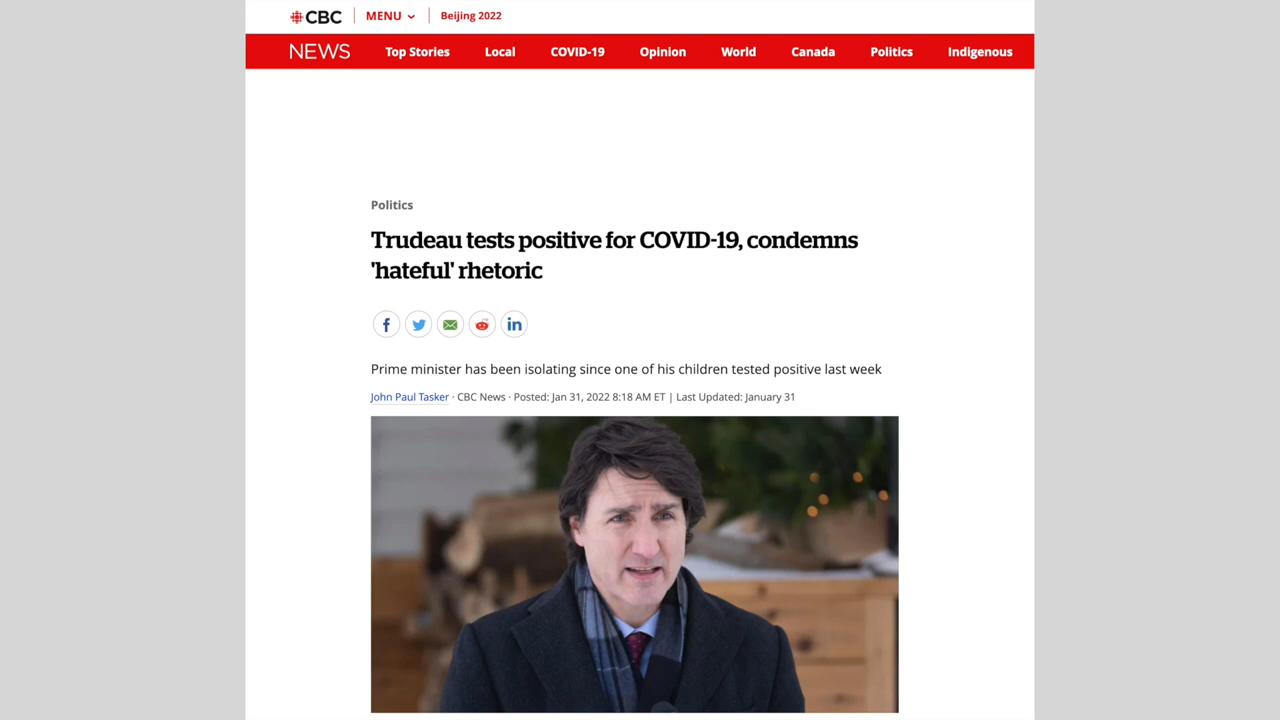 CBC MENU Beijing 2022
NEWS Top Stories Local COVID-19 Opinion World Canada Politics Indigenous
Politics
Trudeau tests positive for COVID-19, condemns
'hateful' rhetoric
Prime minister has been isolating since one of his children tested positive last week
John Paul Tasker · CBC News · Posted: Jan 31, 2022 8:18 AM ET | Last Updated: January 31